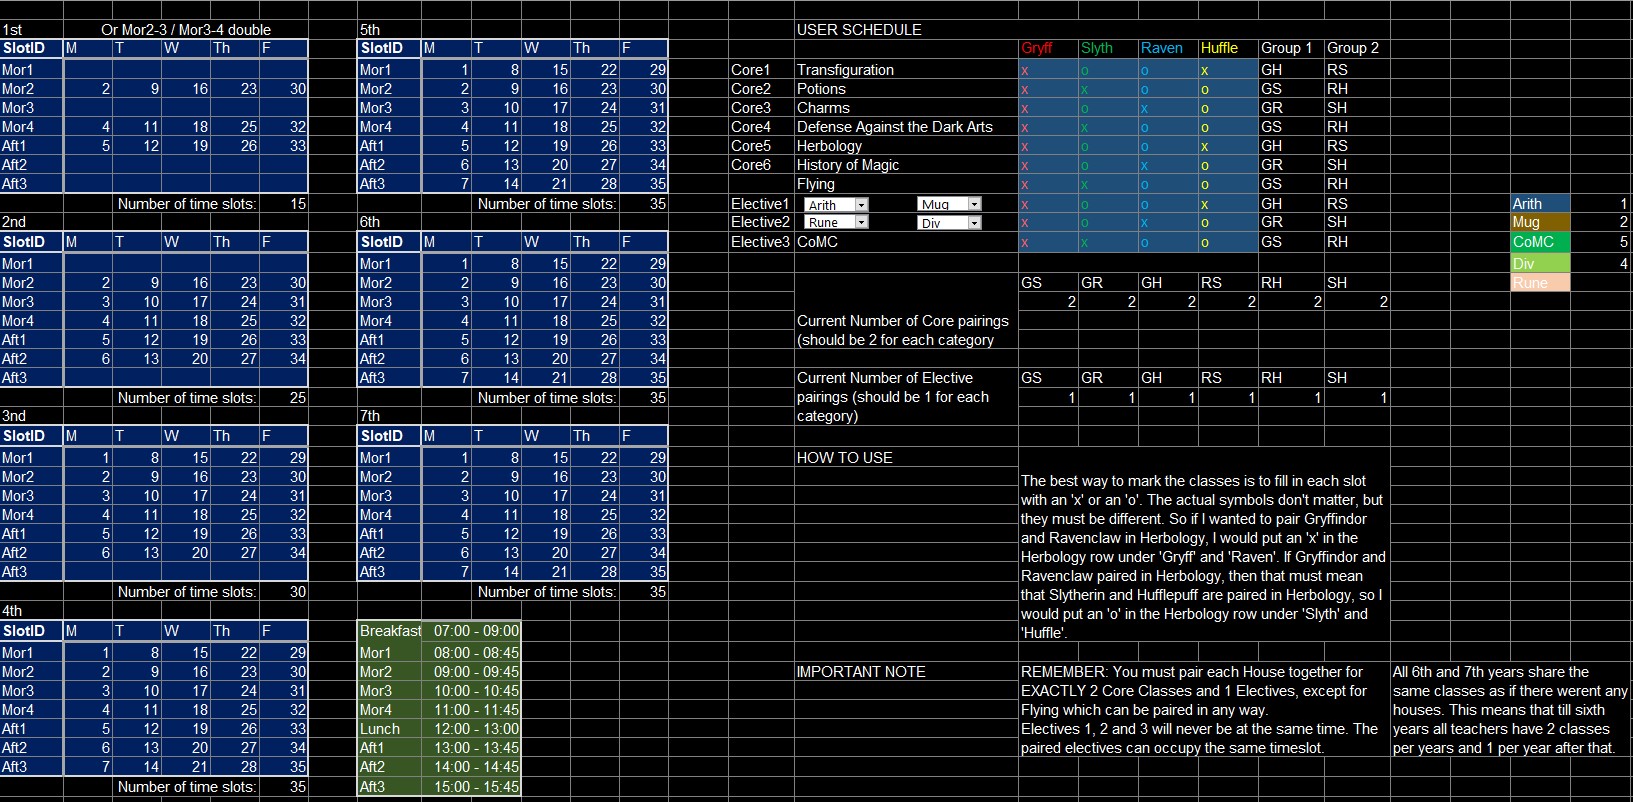 1st Or Mor2-3 / Mor3-4 double
SlotID M T W Th F
Mor1
Mor2 2 9 16 23 30
Mor3
Mor4 4 11 18 25 32
Aft1 5 12 19 26 33
Aft2
Aft3
Number of time slots: 15
2nd
SlotID M T W Th F
Mor1
Mor2 2 9 16 23 30
Mor3 3 10 17 24 31
Mor4 4 11 18 25 32
Aft1 5 12 19 26 33
Aft2 6 13 20 27 34
Aft3
Number of time slots: 25
3nd
SlotID M T W Th F
Mor1 1 8 15 22 29
Mor2 2 9 16 23 30
Mor3 3 10 17 24 31
Mor4 4 11 18 25 32
Aft1 5 12 19 26 33
Aft2 6 13 20 27 34
Aft3
Number of time slots: 30
4th
SlotID M T W Th F
Mor1 1 8 15 22 29
Mor2 2 9 16 23 30
Mor3 3 10 17 24 31
Mor4 4 11 18 25 32
Aft1 5 12 19 26 33
Aft2 6 13 20 27 34
Aft3 7 14 21 28 35
Number of time slots: 35
5th
SlotID M T W Th F
Mor1 1 8 15 22 29
Mor2 2 9 16 23 30
Mor3 3 10 17 24 31
Mor4 4 11 18 25 32
Aft1 5 12 19 26 33
Aft2 6 13 20 27 34
Aft3 7 14 21 28 35
Number of time slots: 35
6th
SlotID M T W Th F
Mor1 1 8 15 22 29
Mor2 2 9 16 23 30
Mor3 3 10 17 24 31
Mor4 4 11 18 25 32
Aft1 5 12 19 26 33
Aft2 6 13 20 27 34
Aft3 7 14 21 28 35
Number of time slots: 35
7th
SlotID M T W Th F
Mor1 1 8 15 22 29
Mor2 2 9 16 23 30
Mor3 3 10 17 24 31
Mor4 4 11 18 25 32
Aft1 5 12 19 26 33
Aft2 6 13 20 27 34
Aft3 7 14 21 28 35
Number of time slots: 35
Breakfast 07:00 - 09:00
Mor1 08:00 - 08:45
Mor2 09:00 - 09:45
Mor3 10:00 - 10:45
Mor4 11:00 - 11:45
Lunch 12:00 - 13:00
Aft1 13:00 - 13:45
Aft2 14:00 - 14:45
Aft3 15:00 - 15:45
USER SCHEDULE
Gryff Slyth Raven Huffle Group 1 Group 2
Core1 Transfiguration x o o x GH RS
Core2 Potions x x o o GS RH
Core3 Charms x o x o GR SH
Core4 Defense Against the Dark Arts x x o o GS RH
Core5 Herbology x o o x GH RS
Core6 History of Magic x o x o GR SH
Flying x x o o GS RH
Elective1 Arith Mug x o o x GH RS
Elective2 Rune Div x o x o GR SH
Elective3 CoMC x x o o GS RH
Arith 1
Mug 2
CoMC 5
Div 4
Rune
GS GR GH RS RH SH
2 2 2 2 2 2
Current Number of Core pairings
(should be 2 for each category
Current Number of Elective
pairings (should be 1 for each
category)
GS GR GH RS RH SH
1 1 1 1 1 1
HOW TO USE
The best way to mark the classes is to fill in each slot
with an 'x' or an 'o'. The actual symbols don't matter, but
they must be different. So if I wanted to pair Gryffindor
and Ravenclaw in Herbology, I would put an 'x' in the
Herbology row under 'Gryff' and 'Raven'. If Gryffindor and
Ravenclaw paired in Herbology, then that must mean
that Slytherin and Hufflepuff are paired in Herbology, so I
would put an 'o' in the Herbology row under 'Slyth' and
'Huffle'.
IMPORTANT NOTE
REMEMBER: You must pair each House together for
EXACTLY 2 Core Classes and 1 Electives, except for
Flying which can be paired in any way.
Electives 1, 2 and 3 will never be at the same time. The
paired electives can occupy the same timeslot.
All 6th and 7th years share the
same classes as if there werent any
houses. This means that till sixth
years all teachers have 2 classes
per years and 1 per year after that.